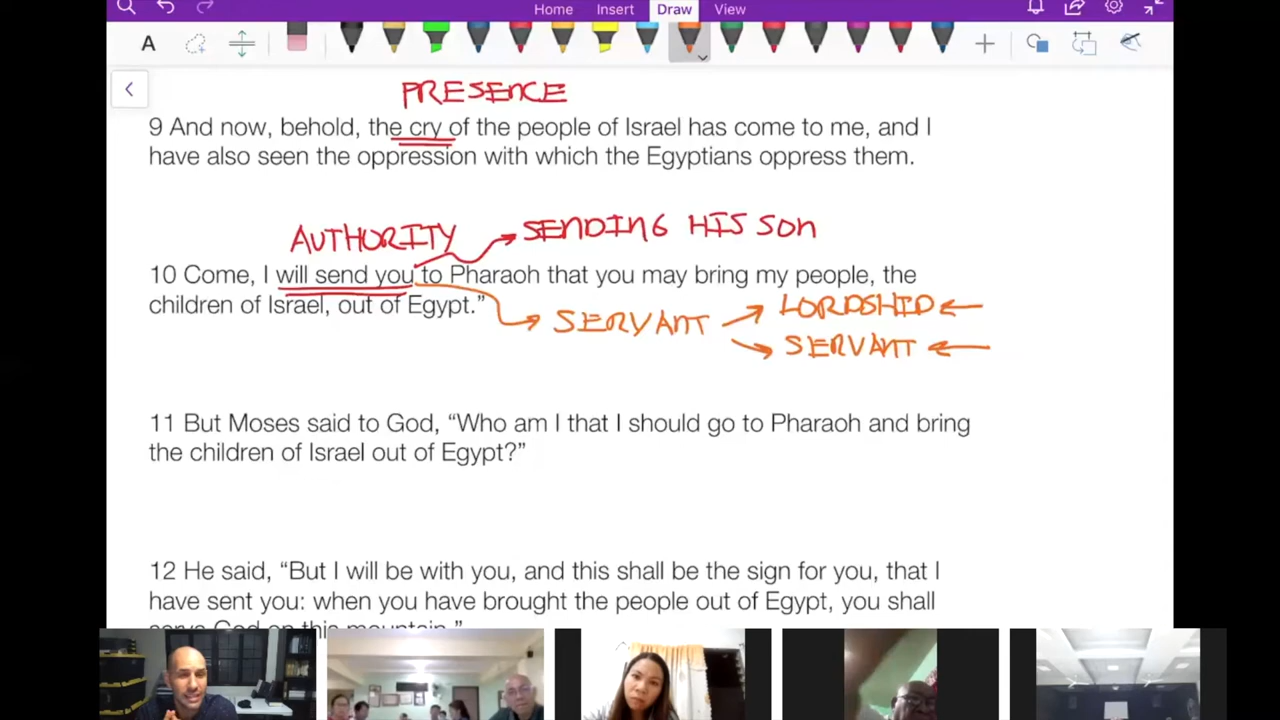 Home Insert Draw View
A
PRESENCE
9 And now, behold, the cry of the people of Israel has come to me, and I
have also seen the oppression with which the Egyptians oppress them.
AUTHORITY SENDING HIS SON
10 Come, I will send you to Pharaoh that you may bring my people, the
children of Israel, out of Egypt.”
LORDSHIP
SERVANT
SERVANT
11 But Moses said to God, “Who am I that I should go to Pharaoh and bring
the children of Israel out of Egypt?”
12 He said, “But I will be with you, and this shall be the sign for you, that I
have sent you: when you have brought the people out of Egypt, you shall
serve God on this mountain.”